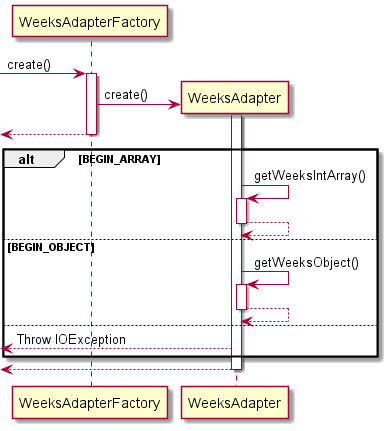 WeeksAdapterFactory
create()
create()
WeeksAdapter
alt [BEGIN_ARRAY]
getWeeksIntArray()
[BEGIN_OBJECT]
getWeeksObject()
Throw IOException
WeeksAdapterFactory WeeksAdapter